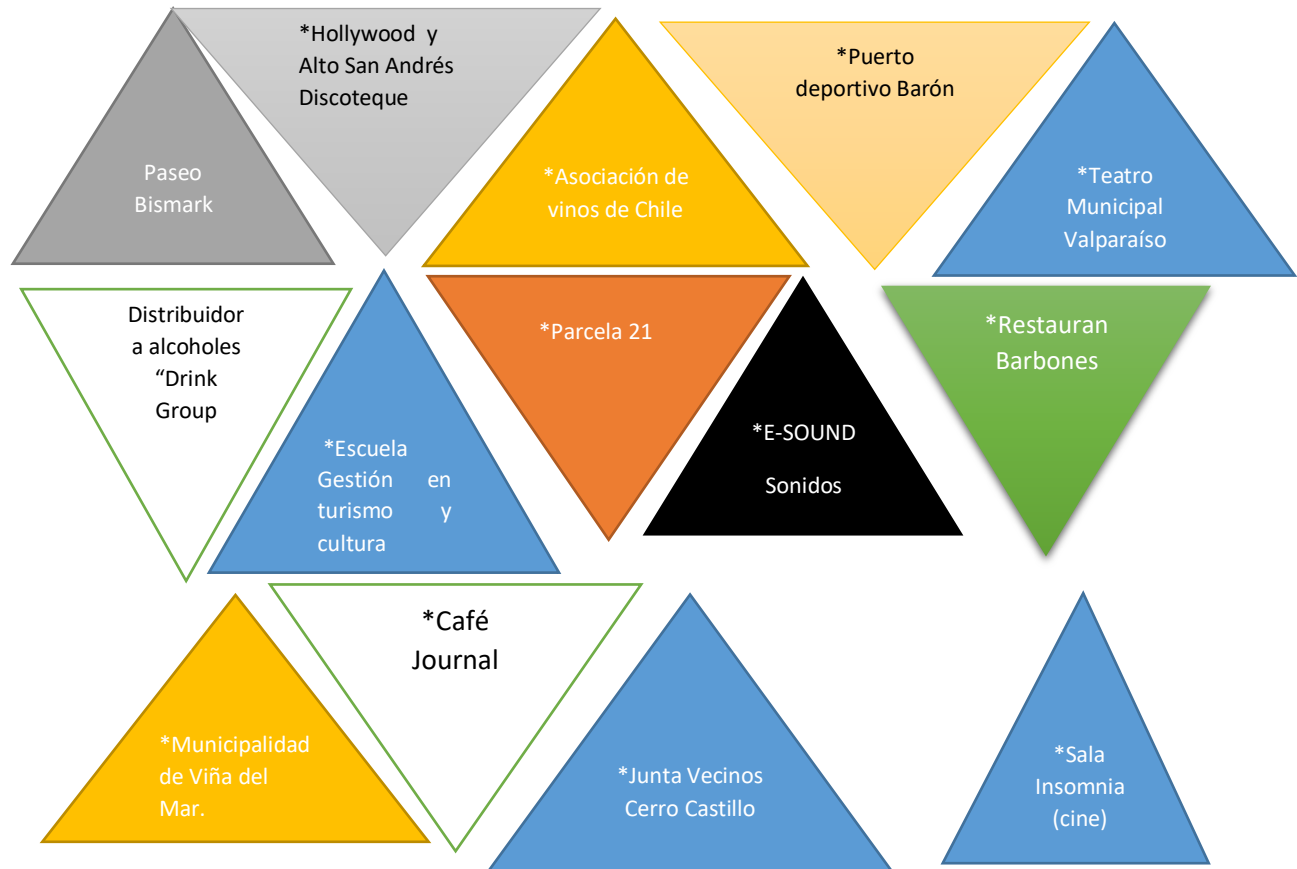 *Hollywood y
Alto San Andrés
Discoteque
*Puerto
deportivo Barón
Paseo
Bismark
*Asociación de
vinos de Chile
*Teatro
Municipal
Valparaíso
Distribuidor
a alcoholes
“Drink
Group
*Parcela 21
*Restauran
Barbones
*Escuela
Gestión en
turismo y
cultura
*E-SOUND
Sonidos
*Café
Journal
*Municipalidad
de Viña del
Mar.
*Junta Vecinos
Cerro Castillo
*Sala
Insomnia
(cine)